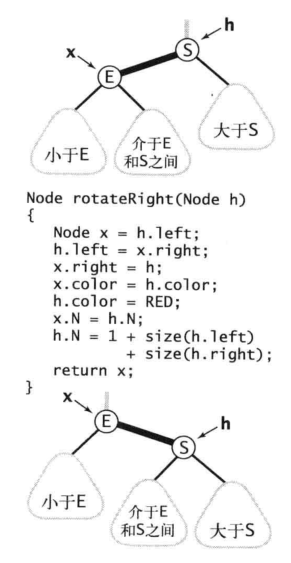 h
x
S
E
小于E
介于E
和S之间
大于S
Node rotateRight(Node h)
{
Node x = h.left;
h.left = x.right;
x.right = h;
x.color = h.color;
h.color = RED;
x.N = h.N;
h.N = 1 + size(h.left)
+ size(h.right);
return x;
}
x
E
h
S
小于E
介于E
和S之间
大于S